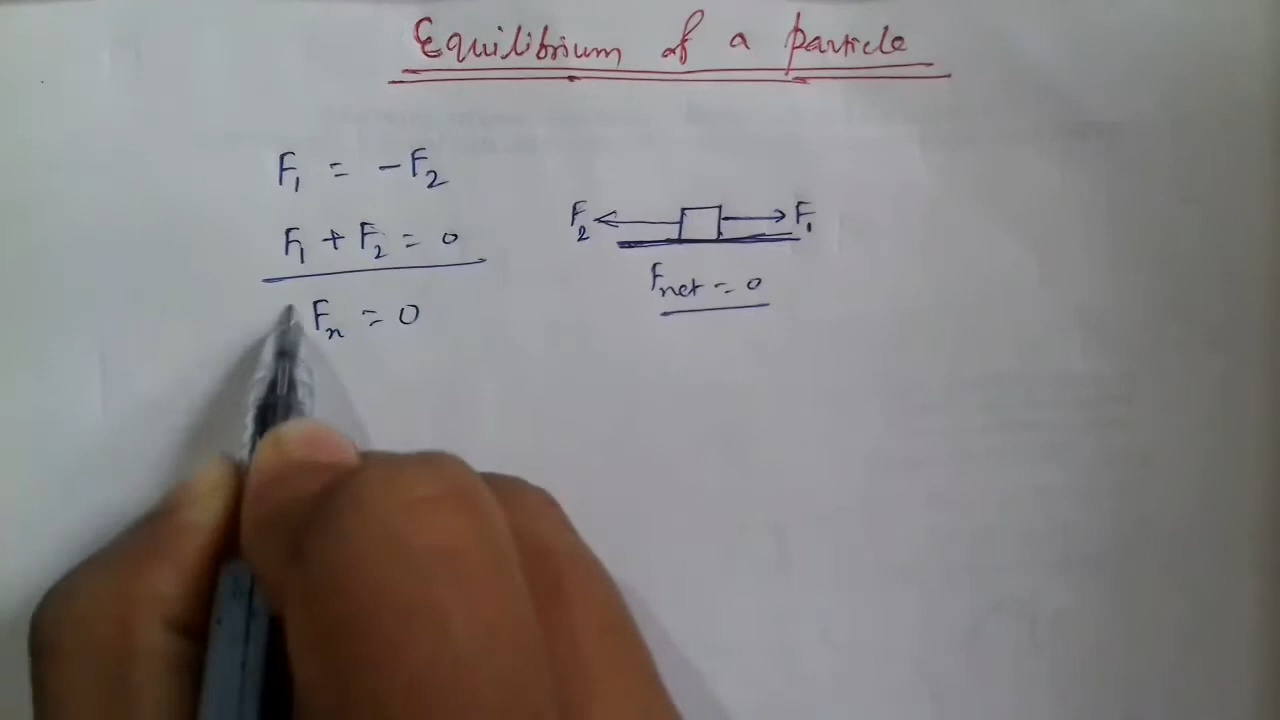 Equilibrium of a particle
F₁ = -F₂
F₁ + F₂ = 0
Fₙ = 0
F₂ F₁
Fnet = 0